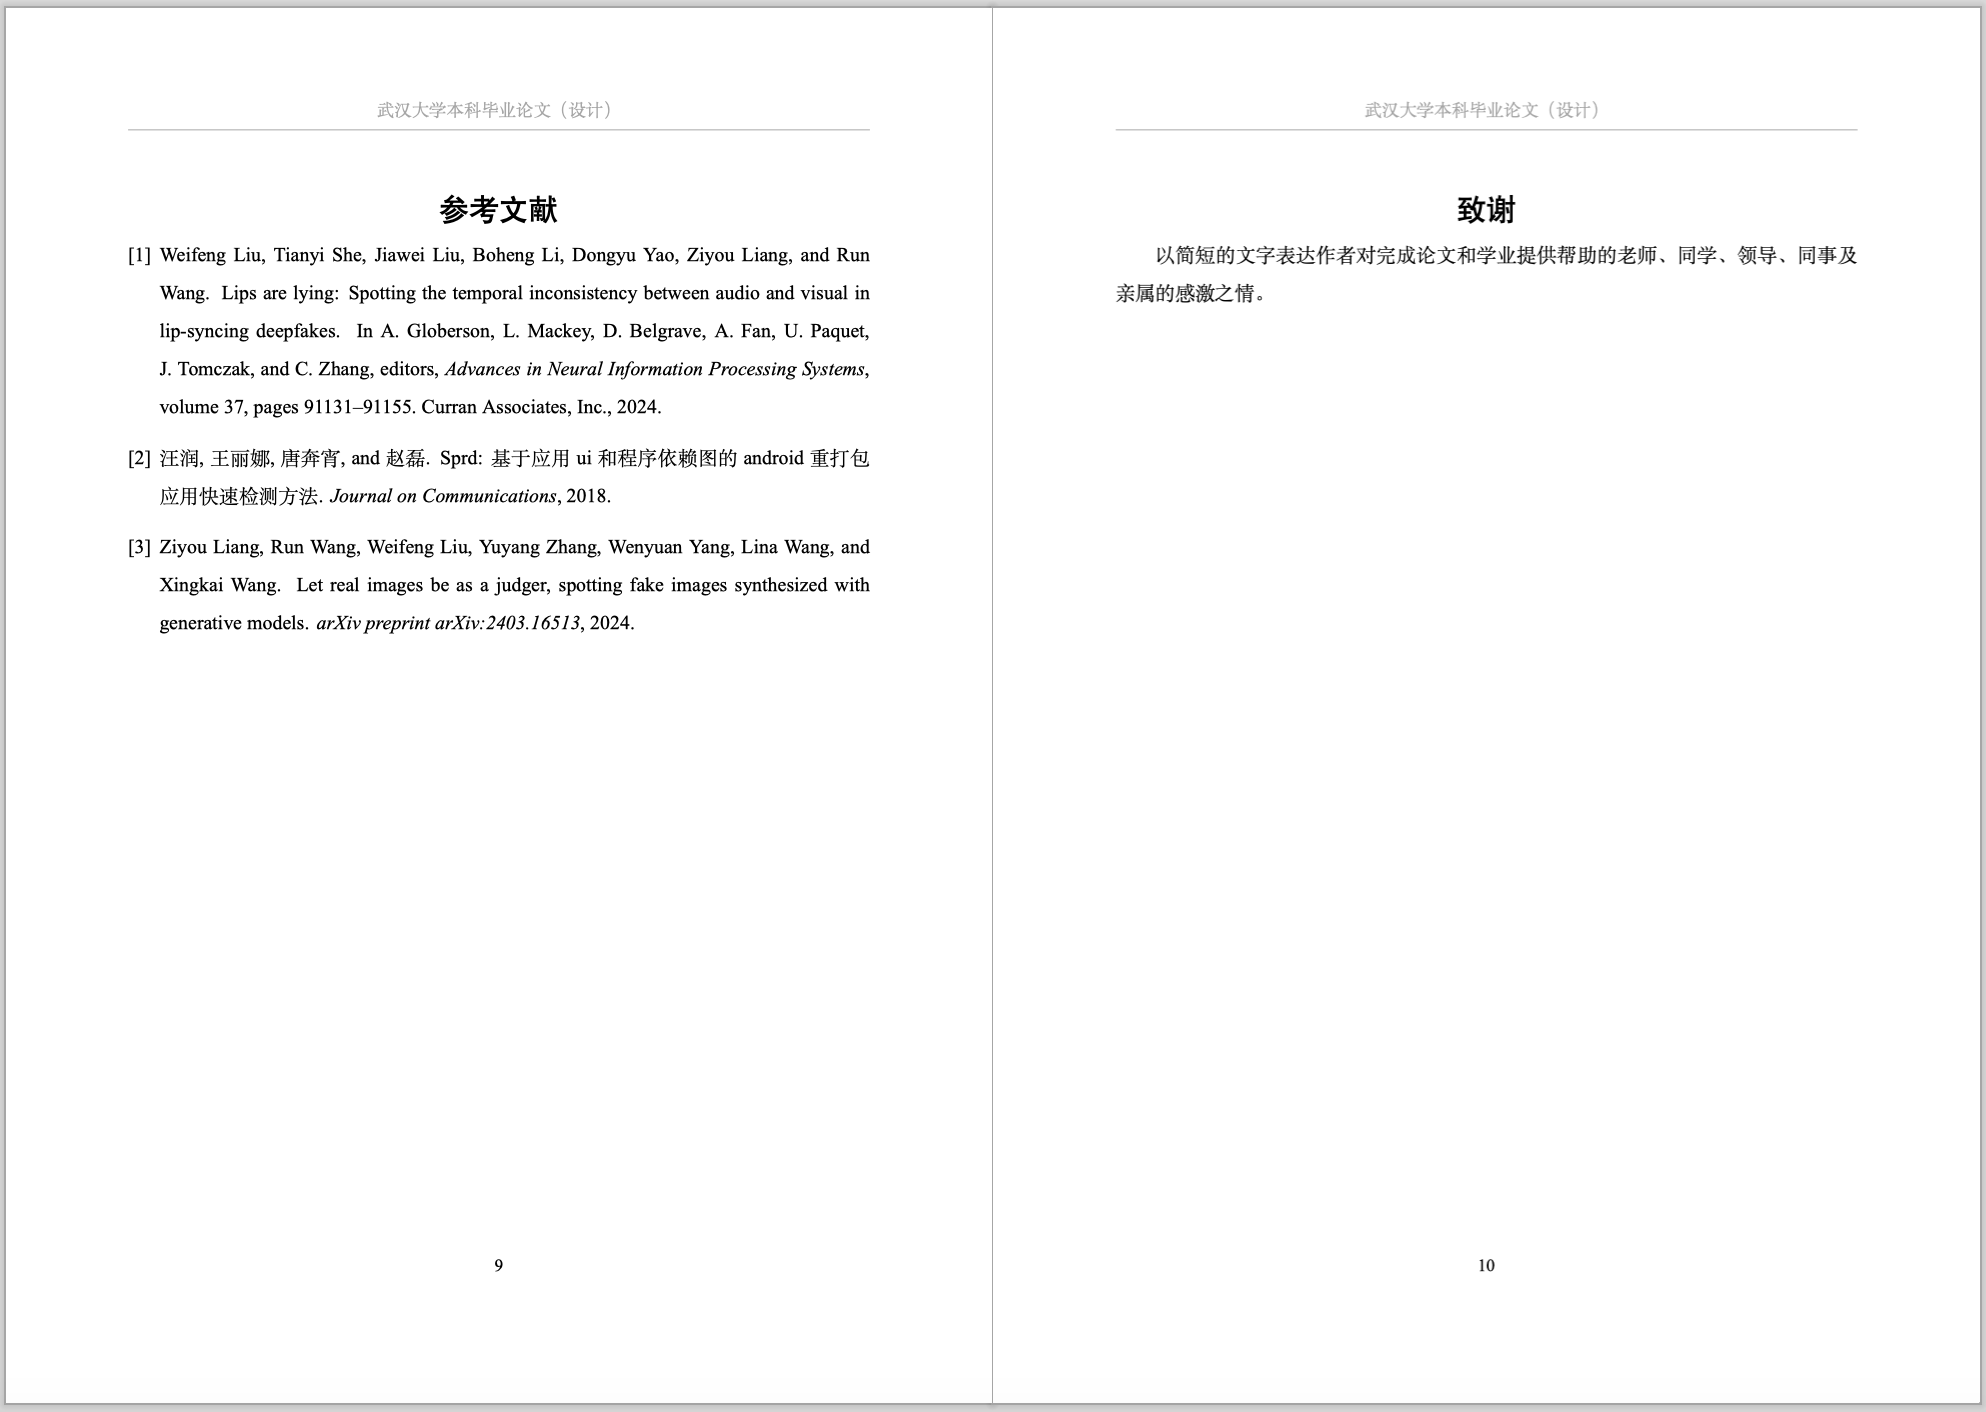 武汉大学本科毕业论文（设计）
参考文献
[1] Weifeng Liu, Tianyi She, Jiawei Liu, Boheng Li, Dongyu Yao, Ziyou Liang, and Run
Wang. Lips are lying: Spotting the temporal inconsistency between audio and visual in
lip-syncing deepfakes. In A. Globerson, L. Mackey, D. Belgrave, A. Fan, U. Paquet,
J. Tomczak, and C. Zhang, editors, Advances in Neural Information Processing Systems,
volume 37, pages 91131–91155. Curran Associates, Inc., 2024.
[2] 汪润, 王丽娜, 唐奔宵, and 赵磊. Sprd: 基于应用 ui 和程序依赖图的 android 重打包
应用快速检测方法. Journal on Communications, 2018.
[3] Ziyou Liang, Run Wang, Weifeng Liu, Yuyang Zhang, Wenyuan Yang, Lina Wang, and
Xingkai Wang. Let real images be as a judger, spotting fake images synthesized with
generative models. arXiv preprint arXiv:2403.16513, 2024.
9
武汉大学本科毕业论文（设计）
致谢
以简短的文字表达作者对完成论文和学业提供帮助的老师、同学、领导、同事及
亲属的感激之情。
10